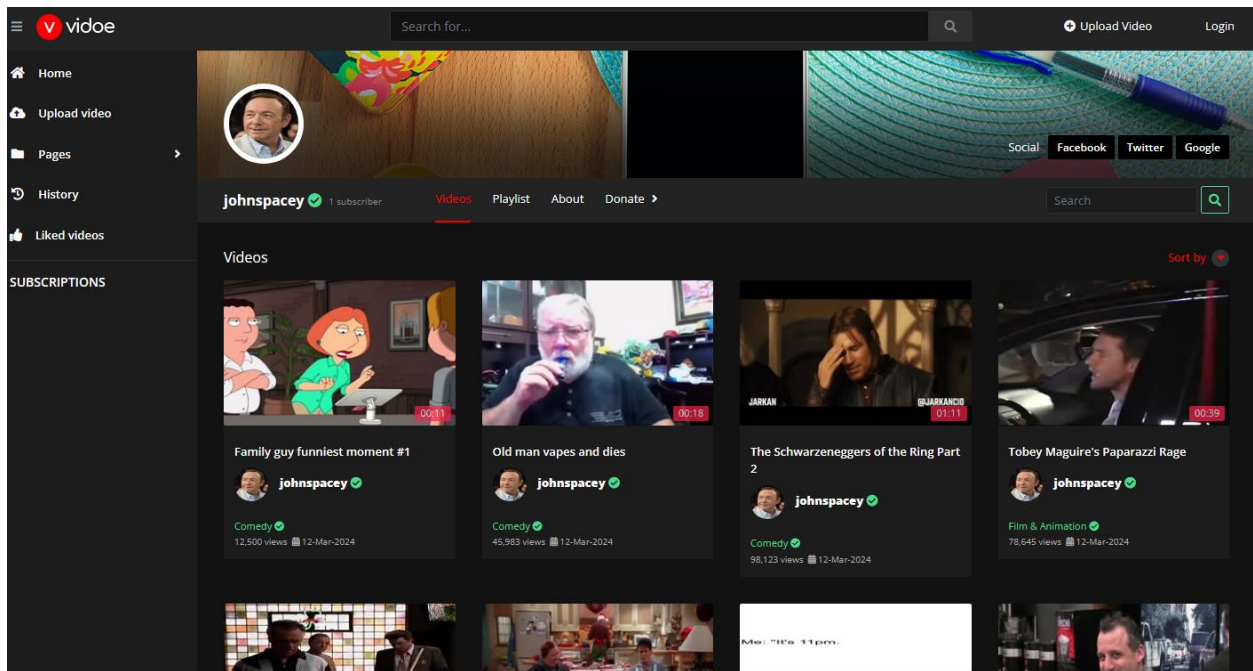 vidoe
Search for...
Upload Video
Login
Home
Upload video
Pages
History
Liked videos
SUBSCRIPTIONS
Social
Facebook
Twitter
Google
johnspacey
1 subscriber
Videos
Playlist
About
Donate
Search
Videos
Sort by
00:11
Family guy funniest moment #1
johnspacey
Comedy
12,500 views 12-Mar-2024
00:18
Old man vapes and dies
johnspacey
Comedy
45,983 views 12-Mar-2024
JARKAN
@JARKANCIO
01:11
The Schwarzeneggers of the Ring Part
2
johnspacey
Comedy
98,123 views 12-Mar-2024
00:39
Tobey Maguire's Paparazzi Rage
johnspacey
Film & Animation
78,645 views 12-Mar-2024
Me: "It's 11pm.